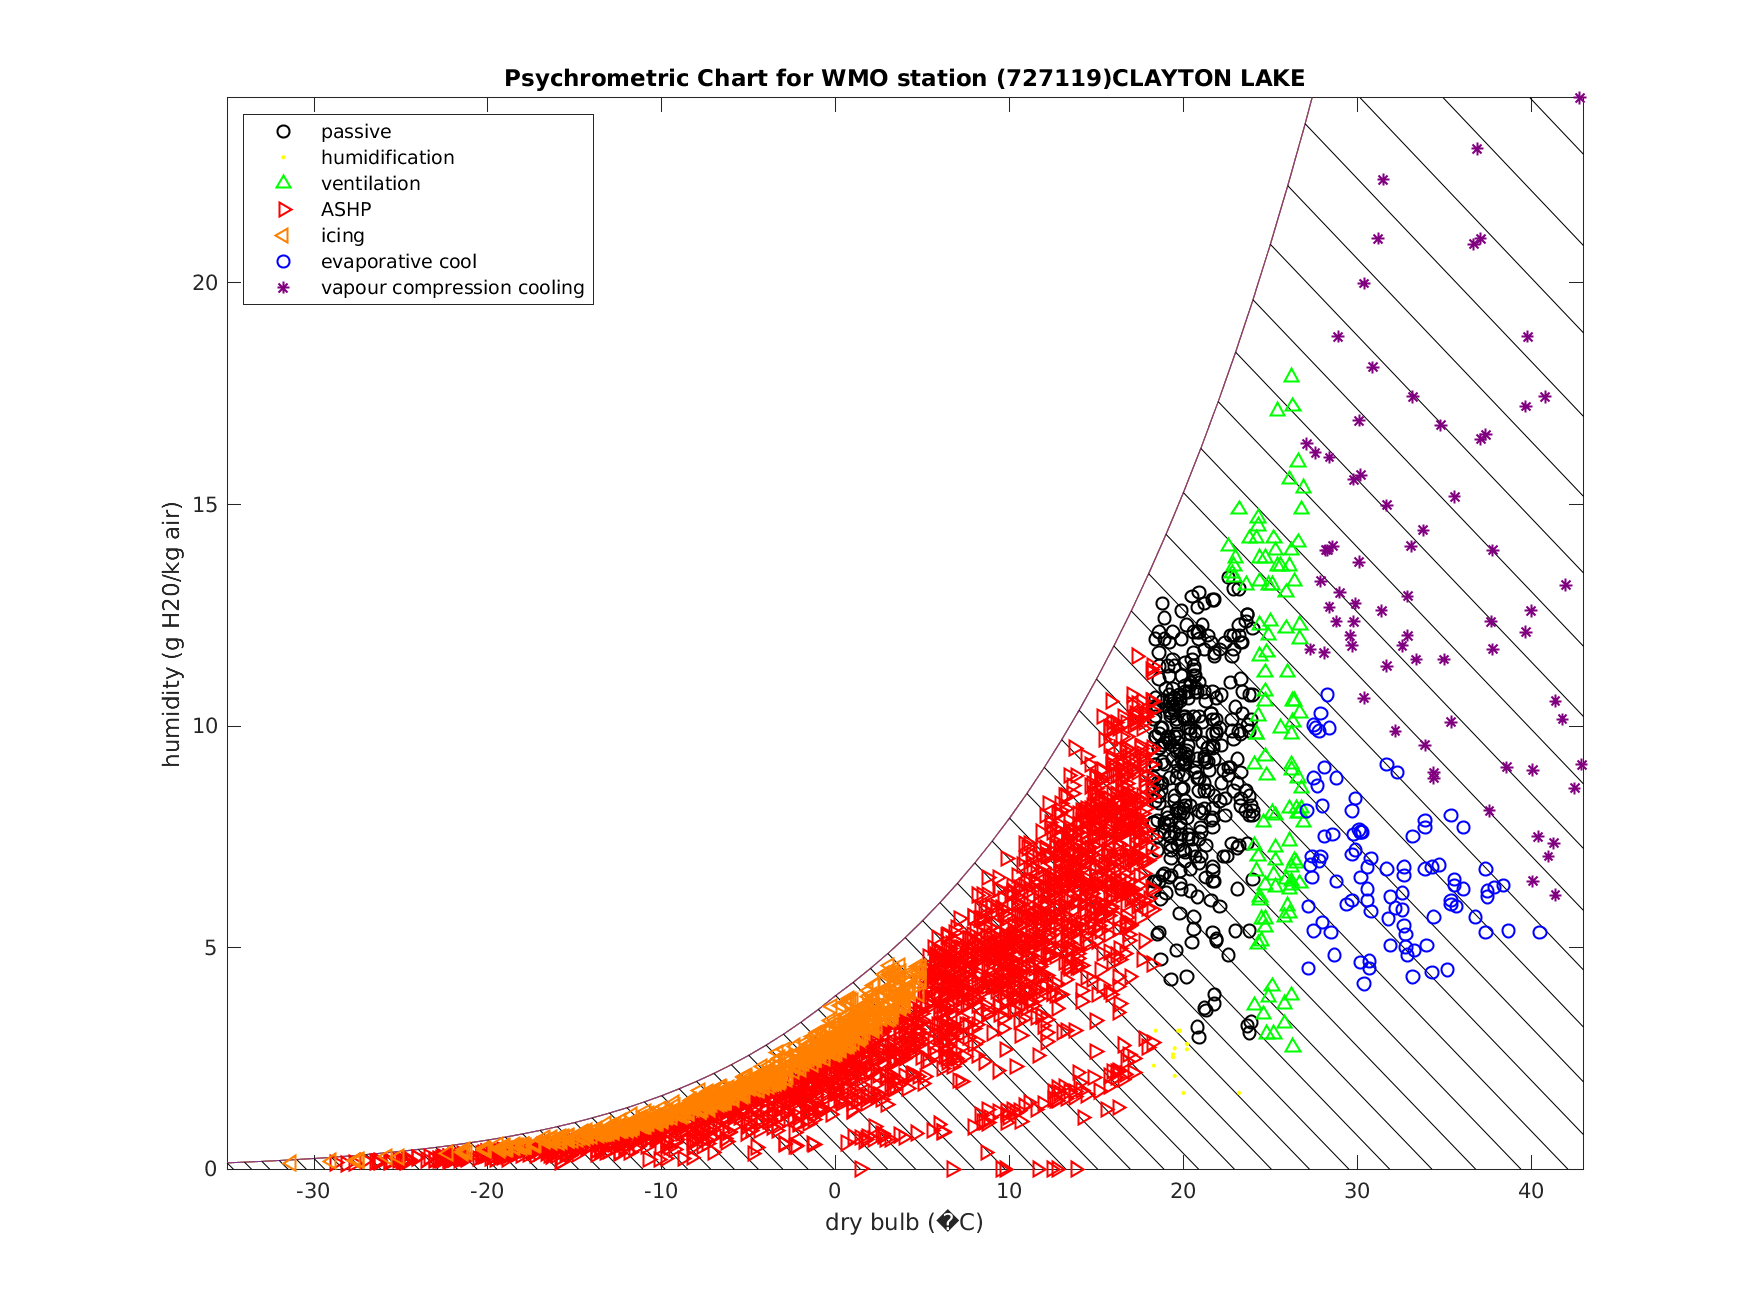 Psychrometric Chart for WMO station (727119)CLAYTON LAKE
passive
humidification
ventilation
ASHP
icing
evaporative cool
vapour compression cooling
humidity (g H20/kg air)
20
15
10
5
0
-30 -20 -10 0 10 20 30 40
dry bulb (�C)